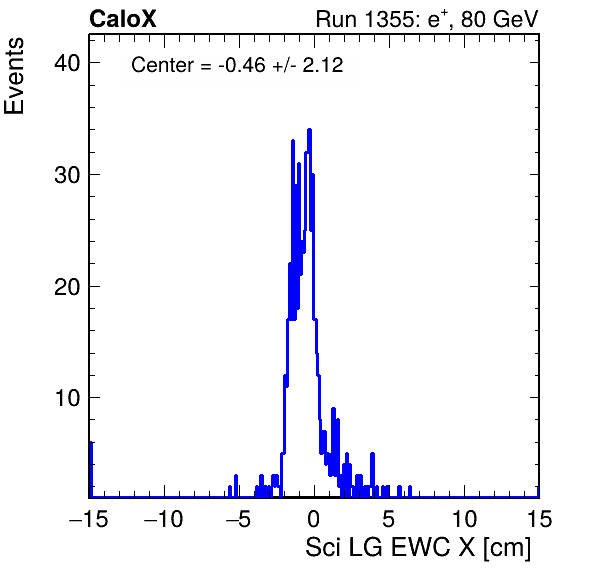 CaloX Run 1355: e⁺, 80 GeV
Events
Center = -0.46 +/- 2.12
40
30
20
10
−15 −10 −5 0 5 10 15
Sci LG EWC X [cm]